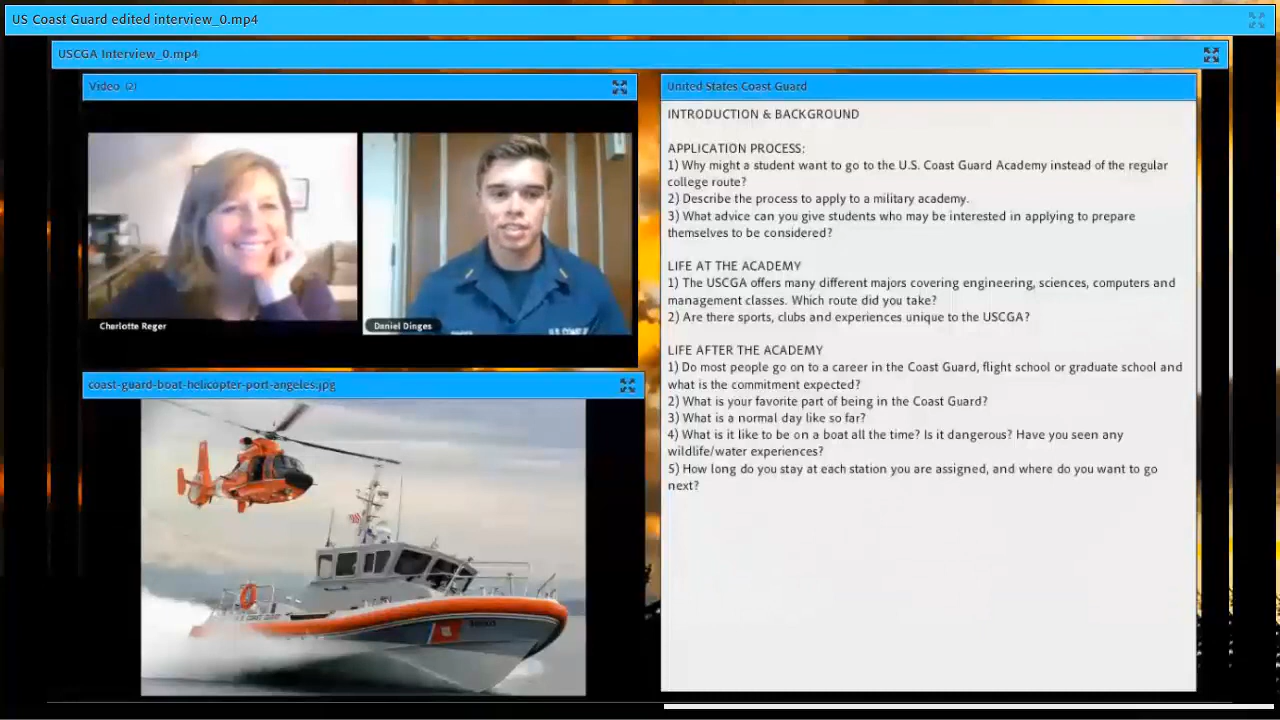 US Coast Guard edited interview_0.mp4
USCGA Interview_0.mp4
Video (2)
Charlotte Reger
Daniel Dinges
coast-guard-boat-helicopter-port-angeles.jpg
United States Coast Guard
INTRODUCTION & BACKGROUND
APPLICATION PROCESS:
1) Why might a student want to go to the U.S. Coast Guard Academy instead of the regular
college route?
2) Describe the process to apply to a military academy.
3) What advice can you give students who may be interested in applying to prepare
themselves to be considered?
LIFE AT THE ACADEMY
1) The USCGA offers many different majors covering engineering, sciences, computers and
management classes. Which route did you take?
2) Are there sports, clubs and experiences unique to the USCGA?
LIFE AFTER THE ACADEMY
1) Do most people go on to a career in the Coast Guard, flight school or graduate school and
what is the commitment expected?
2) What is your favorite part of being in the Coast Guard?
3) What is a normal day like so far?
4) What is it like to be on a boat all the time? Is it dangerous? Have you seen any
wildlife/water experiences?
5) How long do you stay at each station you are assigned, and where do you want to go
next?